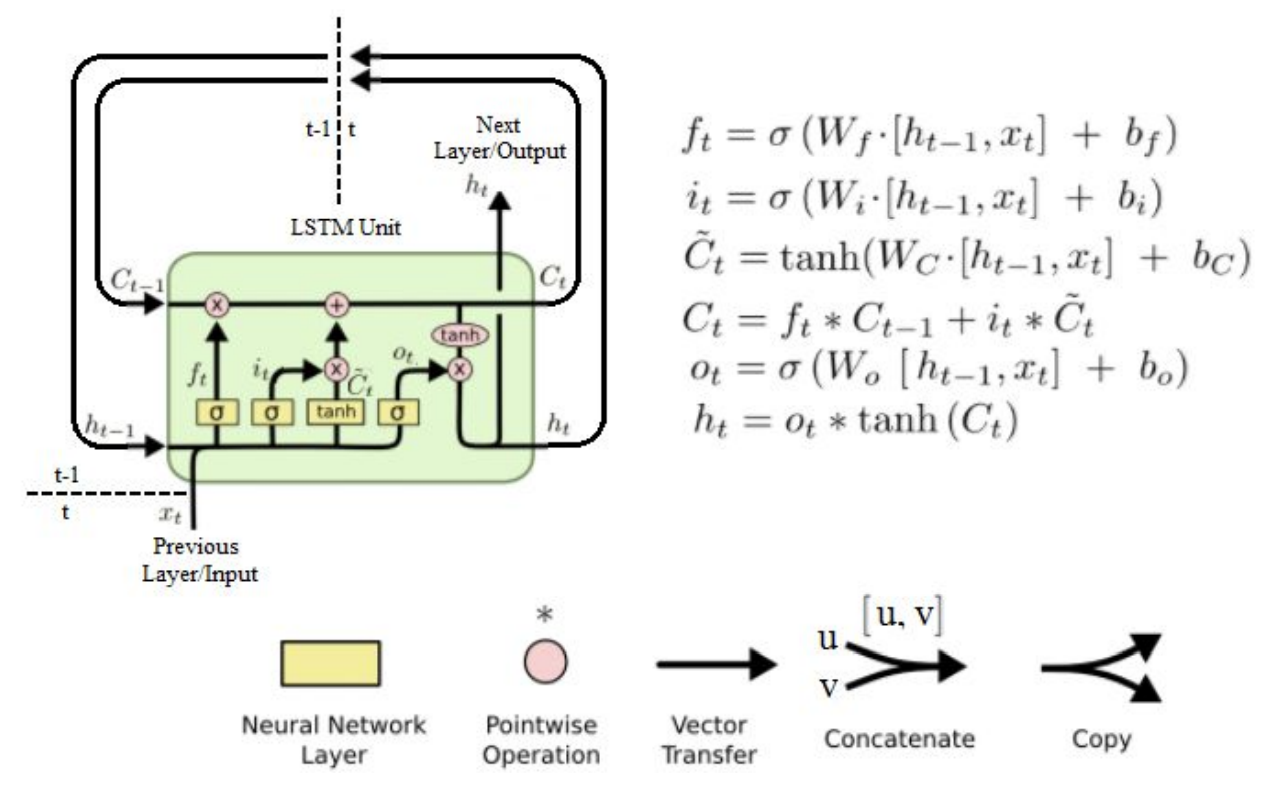 t-1 t
Next
Layer/Output
h_t
LSTM Unit
C_{t-1}
C_t
x
+
tanh
f_t
i_t
x
C̃_t
o_t
x
σ
σ
tanh
σ
h_{t-1}
h_t
t-1
t
x_t
Previous
Layer/Input
f_t = σ (W_f·[h_{t-1}, x_t] + b_f)
i_t = σ (W_i·[h_{t-1}, x_t] + b_i)
C̃_t = tanh(W_C·[h_{t-1}, x_t] + b_C)
C_t = f_t * C_{t-1} + i_t * C̃_t
o_t = σ (W_o [h_{t-1}, x_t] + b_o)
h_t = o_t * tanh (C_t)
*
[u, v]
u
v
Neural Network
Layer
Pointwise
Operation
Vector
Transfer
Concatenate
Copy